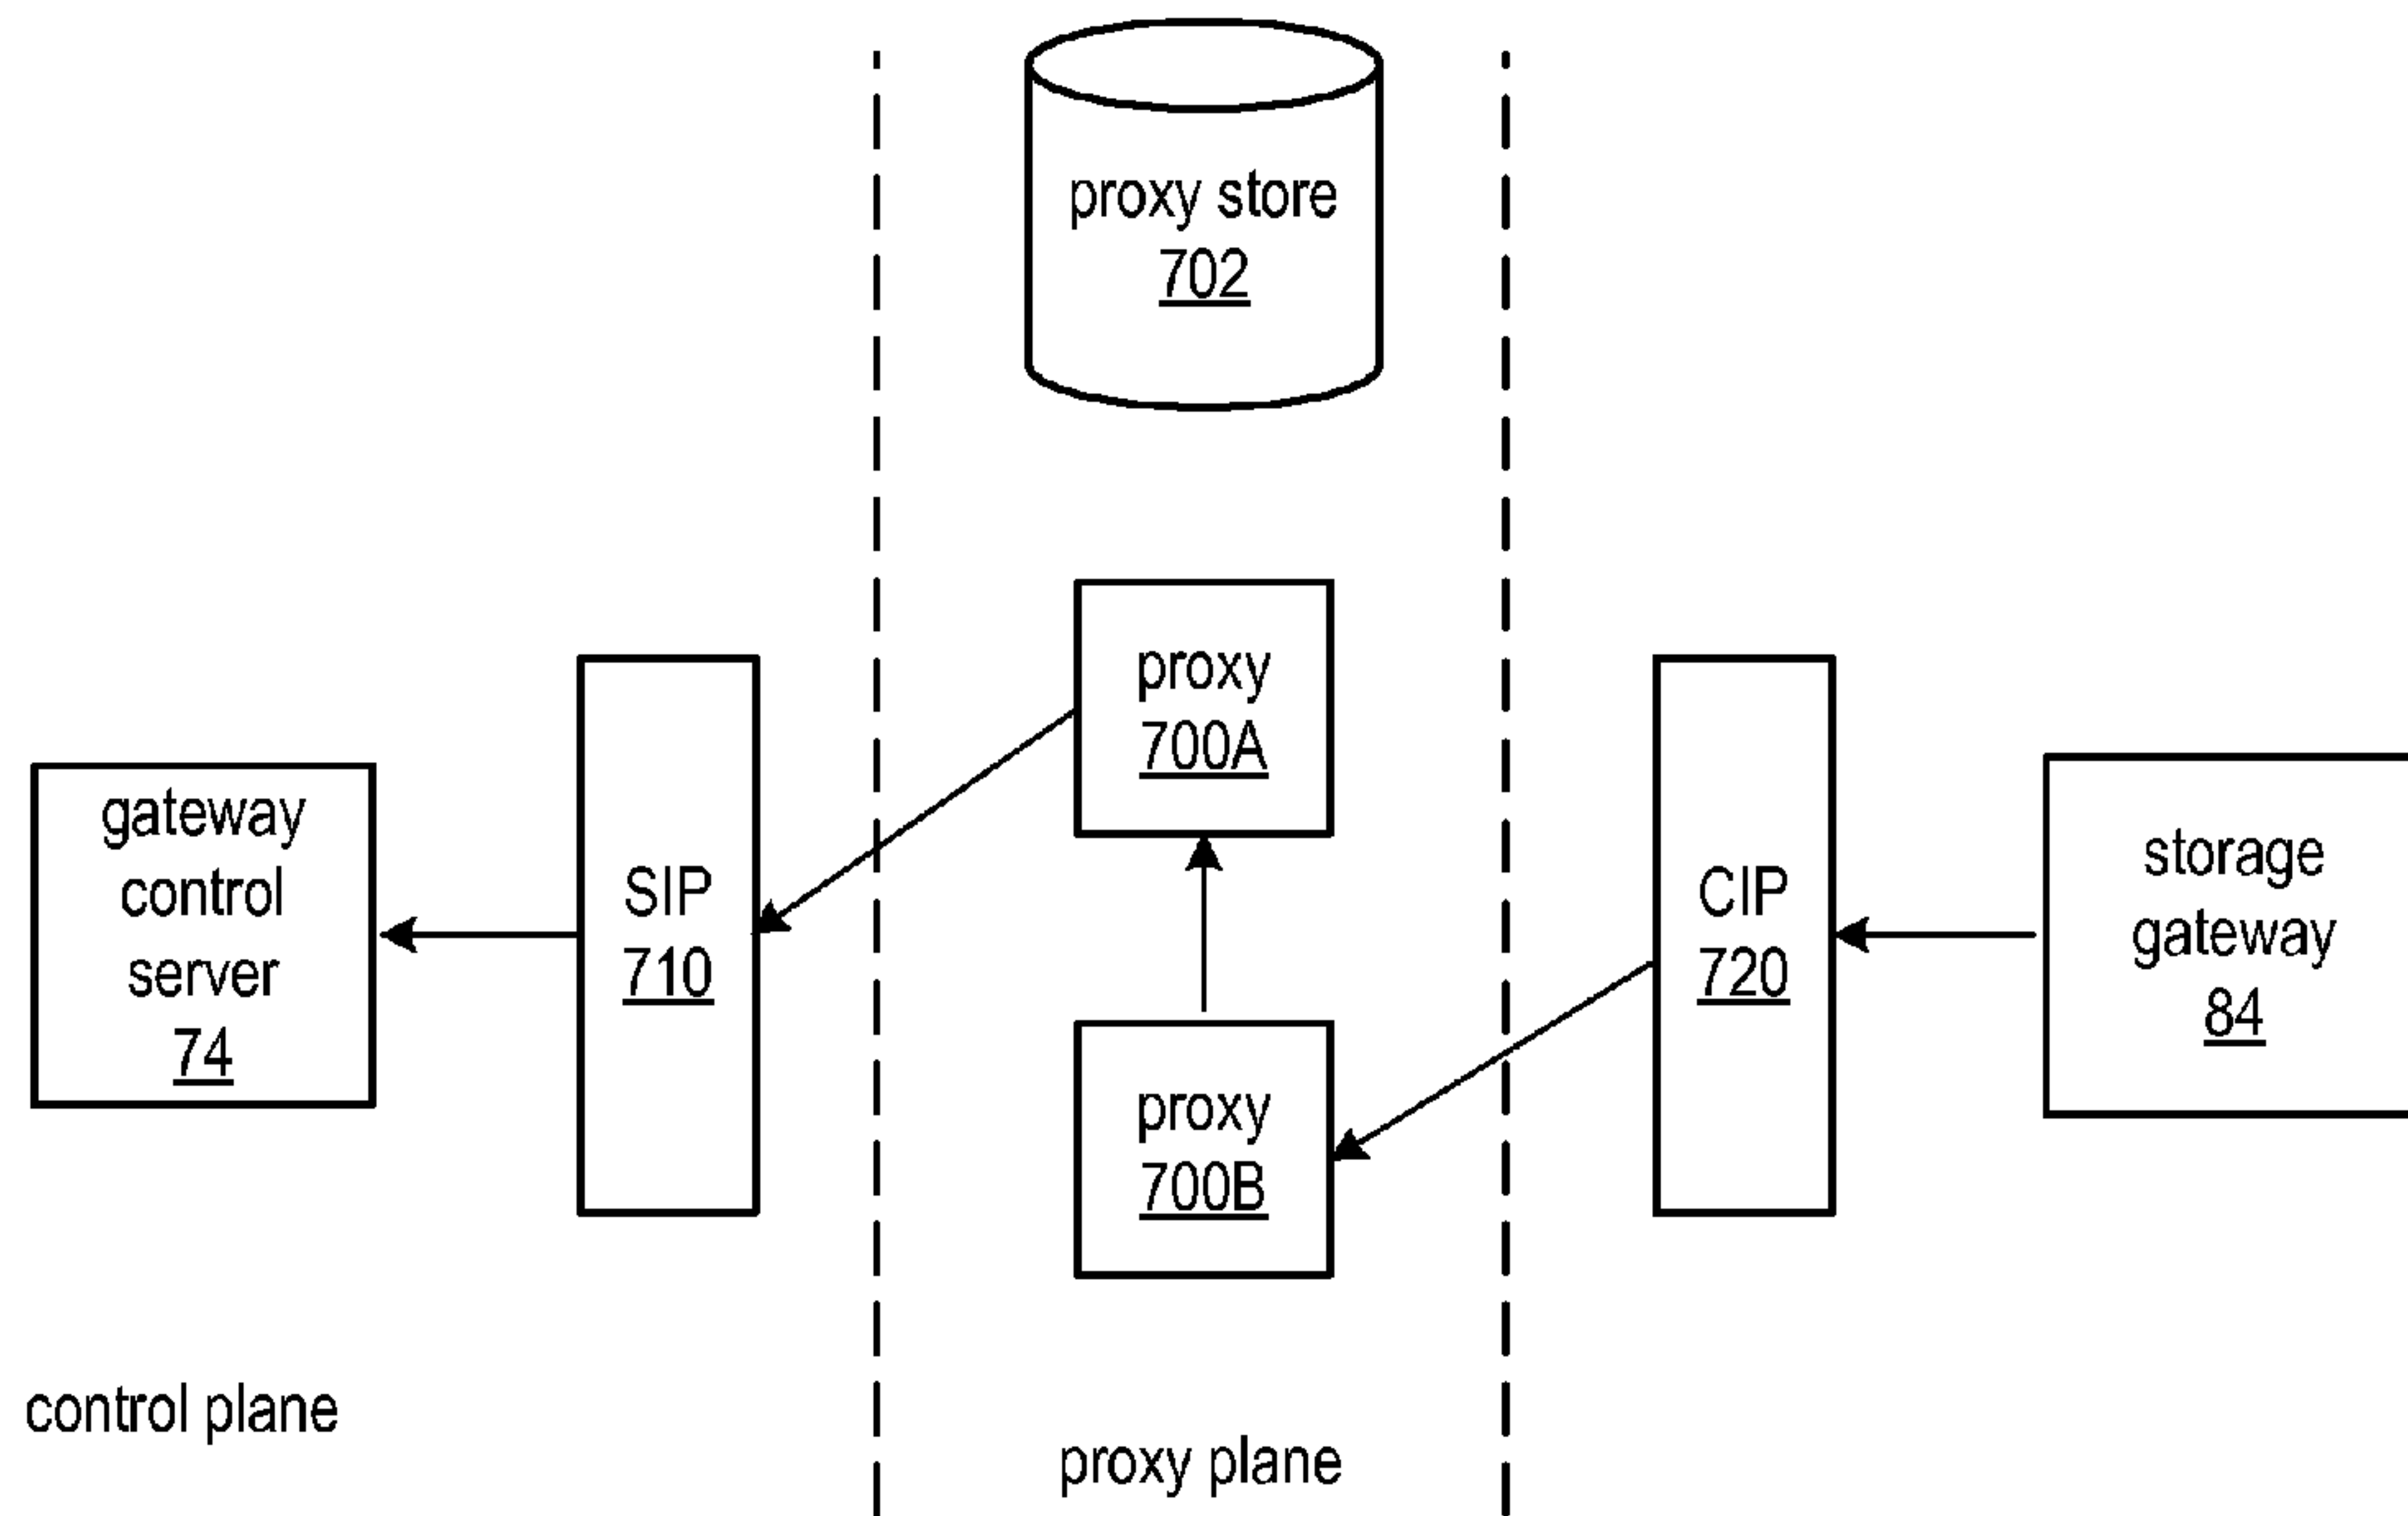 proxy store
702
proxy
700A
gateway
control
server
74
SIP
710
CIP
720
storage
gateway
84
proxy
700B
control plane
proxy plane